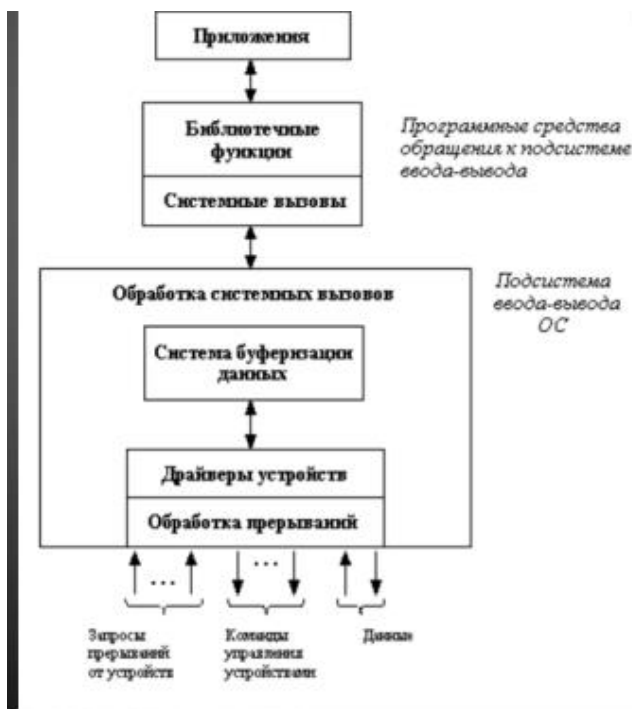 Приложения
Библиотечные
функции
Системные вызовы
Программные средства
обращения к подсистеме
ввода-вывода
Обработка системных вызовов
Подсистема
ввода-вывода
ОС
Система буферизации
данных
Драйверы устройств
Обработка прерываний
...
...
Запросы
прерываний
от устройств
Команды
управления
устройствами
Данные